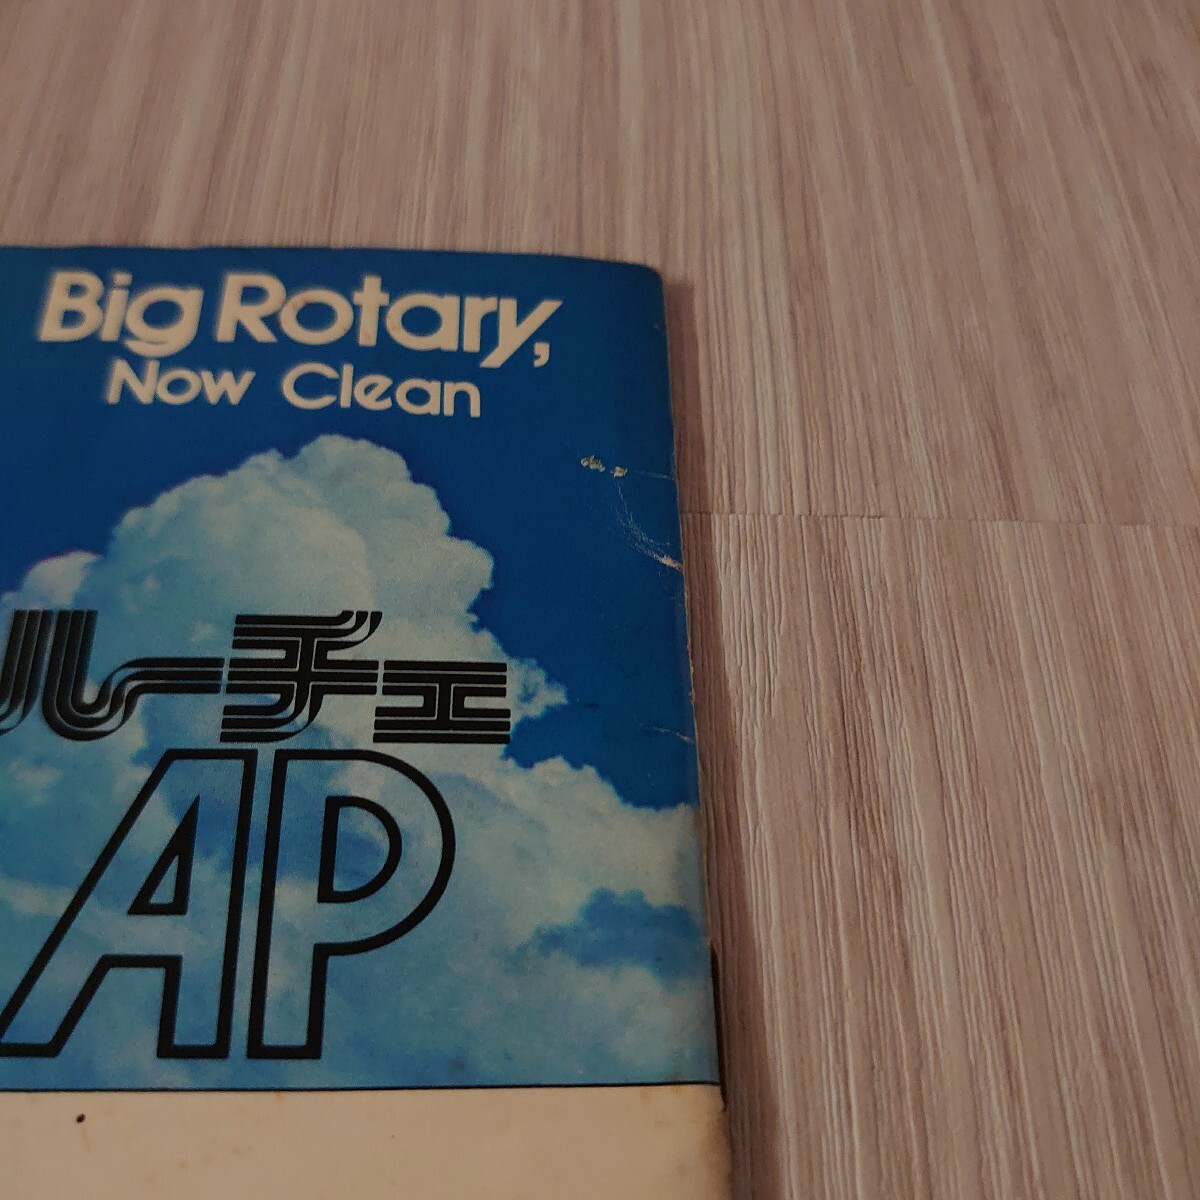 Big Rotary,
Now Clean
ルーチェ
AP